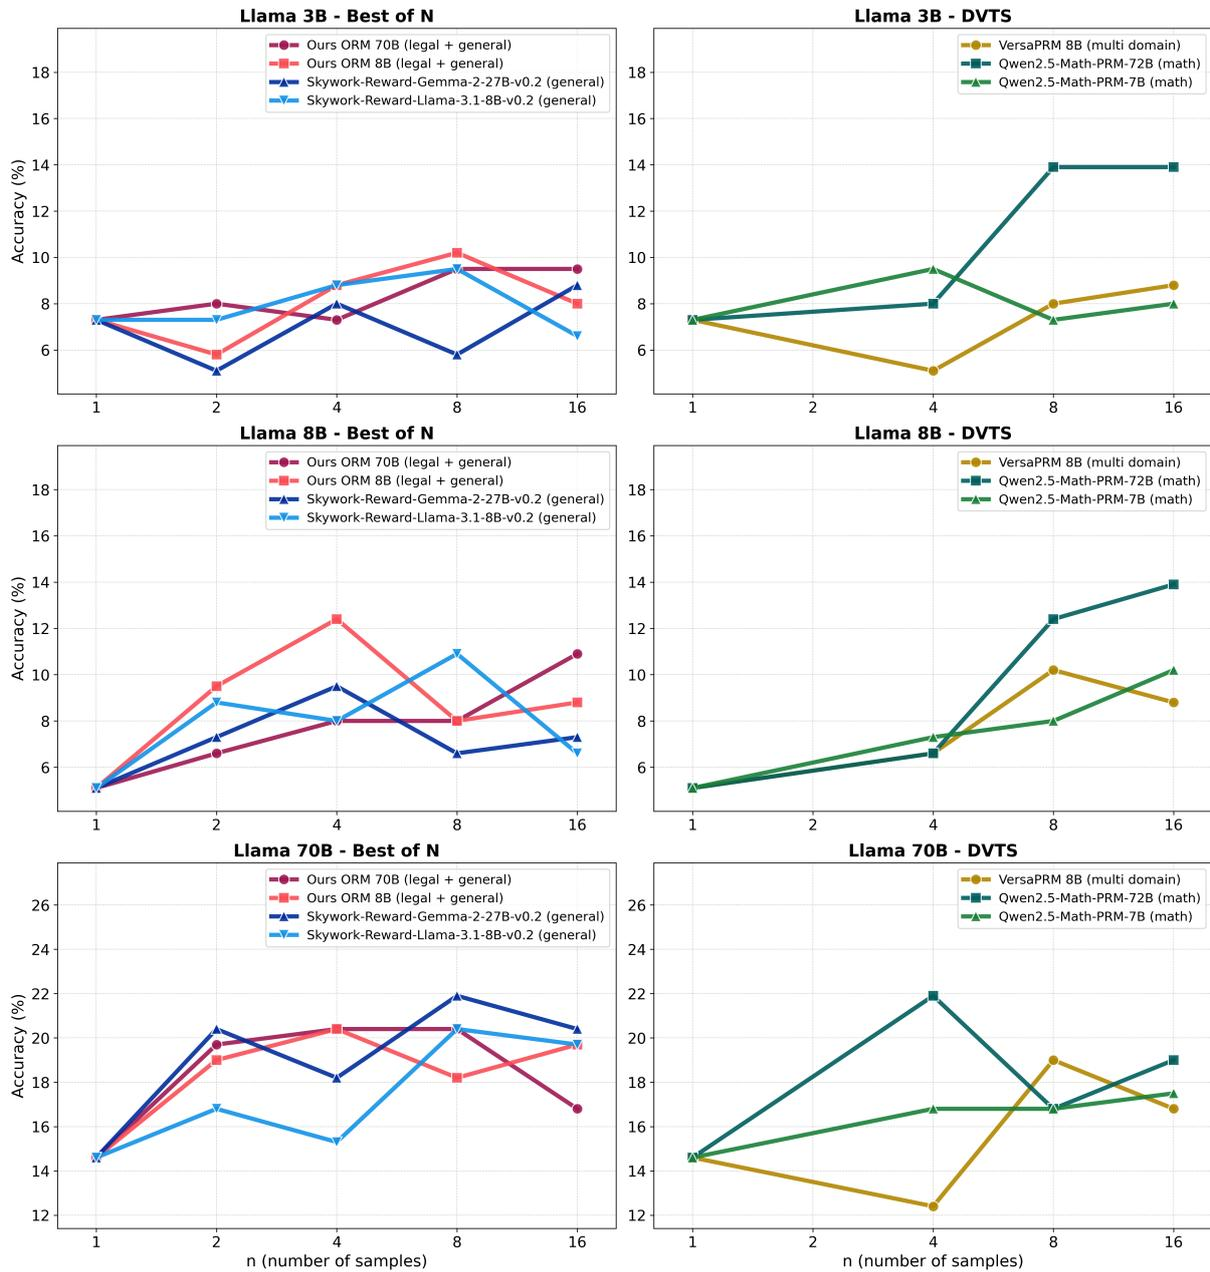 Llama 3B - Best of N
Accuracy (%)
18
16
14
12
10
8
6
Ours ORM 70B (legal + general)
Ours ORM 8B (legal + general)
Skywork-Reward-Gemma-2-27B-v0.2 (general)
Skywork-Reward-Llama-3.1-8B-v0.2 (general)
1 2 4 8 16
Llama 3B - DVTS
18
16
14
12
10
8
6
VersaPRM 8B (multi domain)
Qwen2.5-Math-PRM-72B (math)
Qwen2.5-Math-PRM-7B (math)
1 2 4 8 16
Llama 8B - Best of N
Accuracy (%)
18
16
14
12
10
8
6
Ours ORM 70B (legal + general)
Ours ORM 8B (legal + general)
Skywork-Reward-Gemma-2-27B-v0.2 (general)
Skywork-Reward-Llama-3.1-8B-v0.2 (general)
1 2 4 8 16
Llama 8B - DVTS
18
16
14
12
10
8
6
VersaPRM 8B (multi domain)
Qwen2.5-Math-PRM-72B (math)
Qwen2.5-Math-PRM-7B (math)
1 2 4 8 16
Llama 70B - Best of N
Accuracy (%)
26
24
22
20
18
16
14
12
Ours ORM 70B (legal + general)
Ours ORM 8B (legal + general)
Skywork-Reward-Gemma-2-27B-v0.2 (general)
Skywork-Reward-Llama-3.1-8B-v0.2 (general)
1 2 4 8 16
n (number of samples)
Llama 70B - DVTS
26
24
22
20
18
16
14
12
VersaPRM 8B (multi domain)
Qwen2.5-Math-PRM-72B (math)
Qwen2.5-Math-PRM-7B (math)
1 2 4 8 16
n (number of samples)